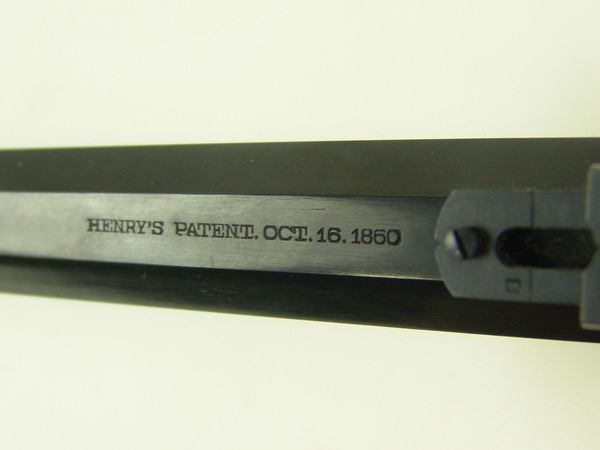 HENRY'S PATENT. OCT. 16. 1860